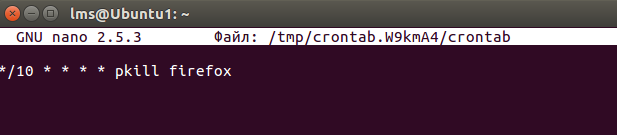 lms@Ubuntu1: ~
GNU nano 2.5.3 Файл: /tmp/crontab.W9kmA4/crontab
*/10 * * * * pkill firefox